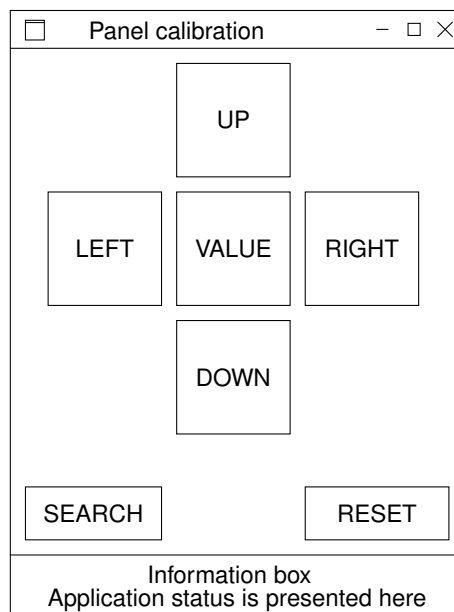 Panel calibration
UP
LEFT VALUE RIGHT
DOWN
SEARCH RESET
Information box
Application status is presented here